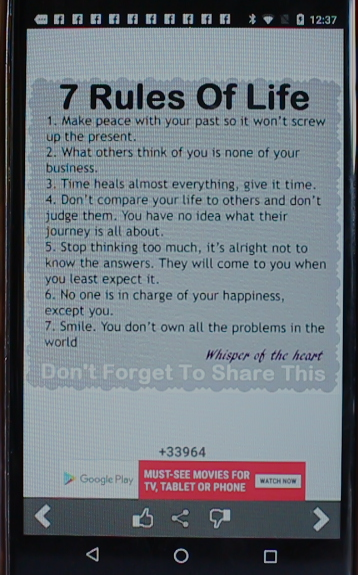 12:37
7 Rules Of Life
1. Make peace with your past so it won't screw
up the present.
2. What others think of you is none of your
business.
3. Time heals almost everything, give it time.
4. Don't compare your life to others and don't
judge them. You have no idea what their
journey is all about.
5. Stop thinking too much, it's alright not to
know the answers. They will come to you when
you least expect it.
6. No one is in charge of your happiness,
except you.
7. Smile. You don't own all the problems in the
world
Whisper of the heart
Don't Forget To Share This
+33964
Google Play
MUST-SEE MOVIES FOR
TV, TABLET OR PHONE
WATCH NOW